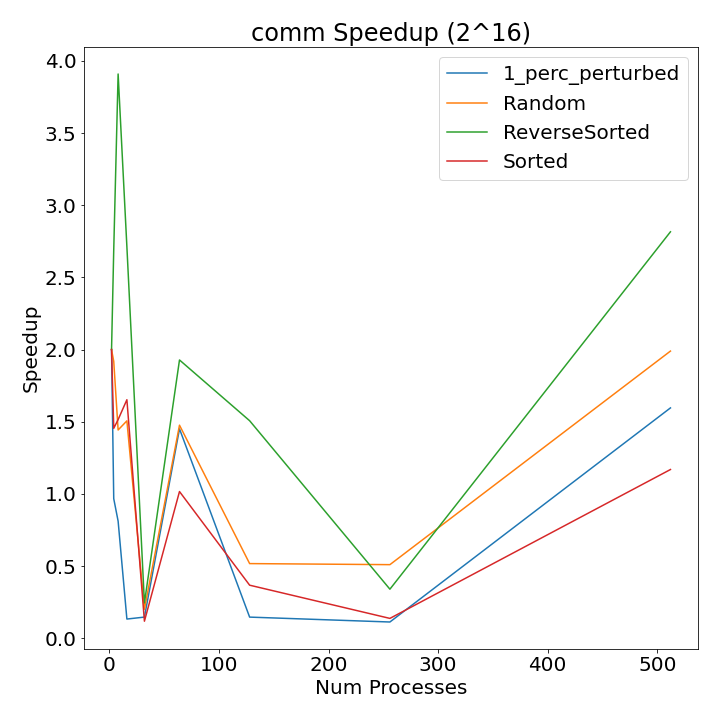 comm Speedup (2^16)
1_perc_perturbed
Random
ReverseSorted
Sorted
Speedup
4.0
3.5
3.0
2.5
2.0
1.5
1.0
0.5
0.0
0 100 200 300 400 500
Num Processes